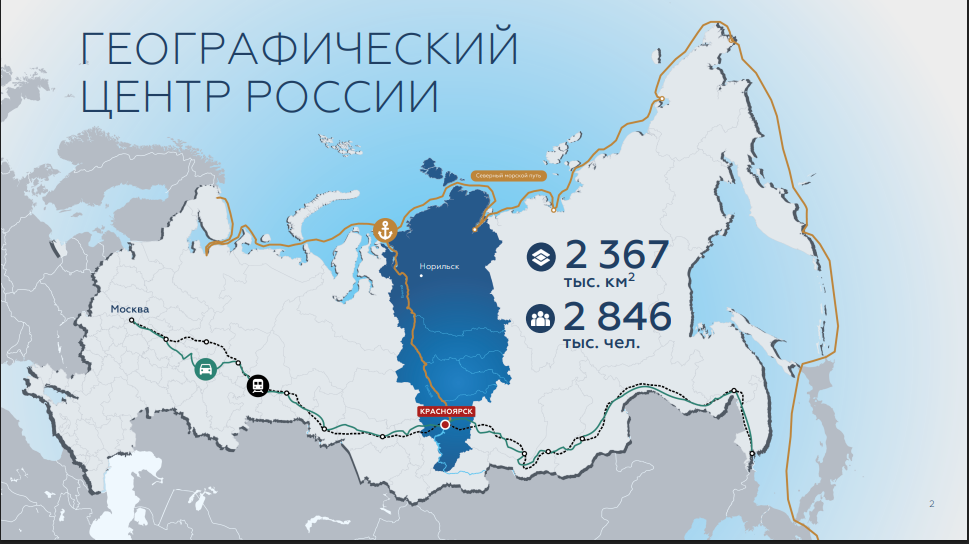 ГЕОГРАФИЧЕСКИЙ
ЦЕНТР РОССИИ
Северный морской путь
Норильск
2 367
тыс. км²
2 846
тыс. чел.
Москва
КРАСНОЯРСК
2